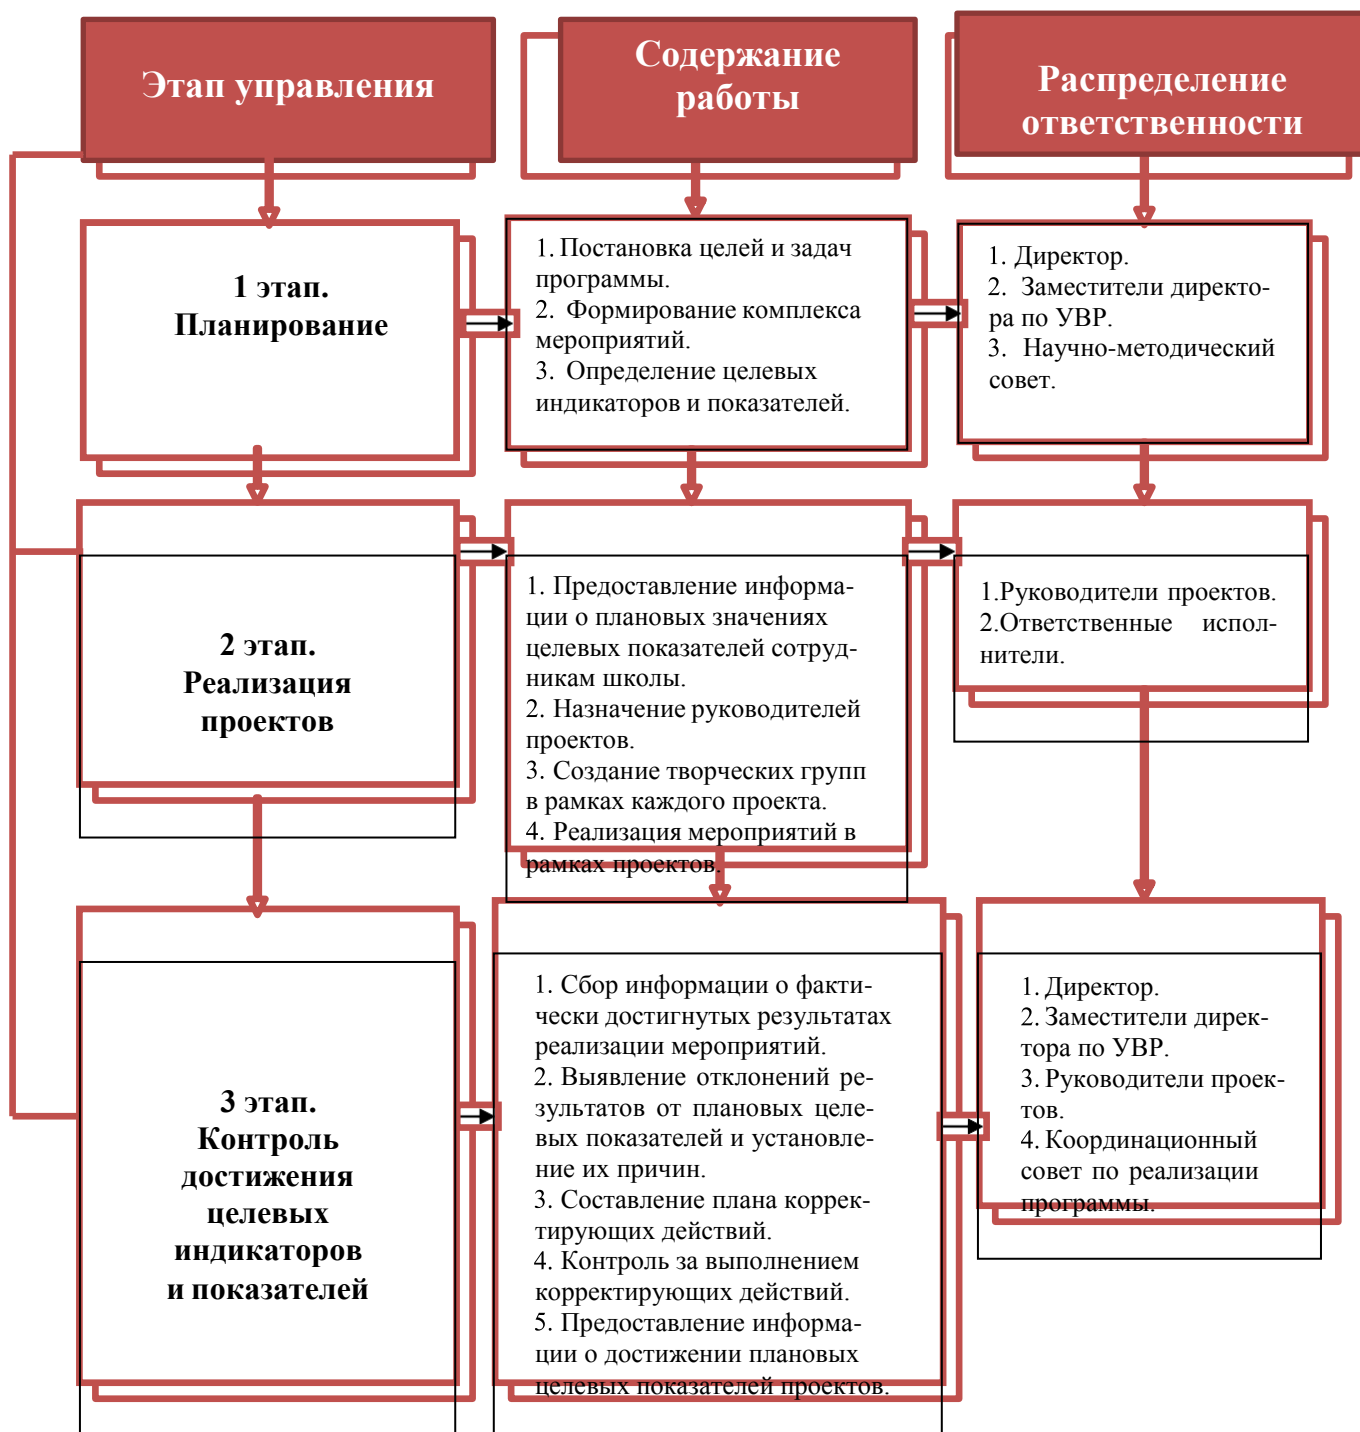 Этап управления
Содержание
работы
Распределение
ответственности
1 этап.
Планирование
1. Постановка целей и задач
программы.
2. Формирование комплекса
мероприятий.
3. Определение целевых
индикаторов и показателей.
1. Директор.
2. Заместители директо-
ра по УВР.
3. Научно-методический
совет.
2 этап.
Реализация
проектов
1. Предоставление информа-
ции о плановых значениях
целевых показателей сотруд-
никам школы.
2. Назначение руководителей
проектов.
3. Создание творческих групп
в рамках каждого проекта.
4. Реализация мероприятий в
рамках проектов.
1.Руководители проектов.
2.Ответственные испол-
нители.
3 этап.
Контроль
достижения
целевых
индикаторов
и показателей
1. Сбор информации о факти-
чески достигнутых результатах
реализации мероприятий.
2. Выявление отклонений ре-
зультатов от плановых целе-
вых показателей и установле-
ние их причин.
3. Составление плана коррек-
тирующих действий.
4. Контроль за выполнением
корректирующих действий.
5. Предоставление информа-
ции о достижении плановых
целевых показателей проектов.
1. Директор.
2. Заместители дирек-
тора по УВР.
3. Руководители проек-
тов.
4. Координационный
совет по реализации
программы.